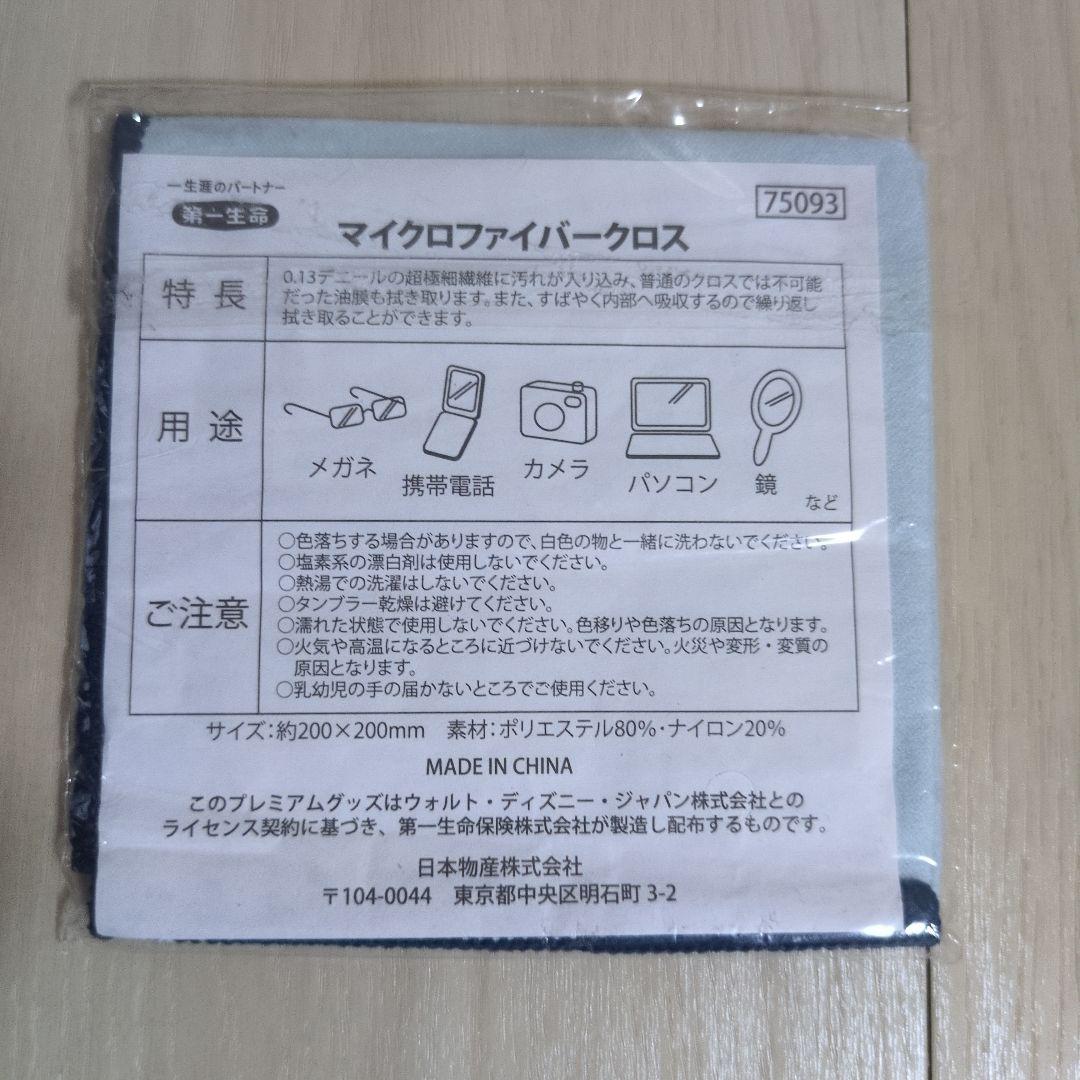 一生涯のパートナー
第一生命
75093
マイクロファイバークロス
特長
0.13デニールの超極細繊維に汚れが入り込み、普通のクロスでは不可能
だった油膜も拭き取ります。また、すばやく内部へ吸収するので繰り返し
拭き取ることができます。
用途
メガネ
携帯電話
カメラ
パソコン
鏡
など
ご注意
○色落ちする場合がありますので、白色の物と一緒に洗わないでください。
○塩素系の漂白剤は使用しないでください。
○熱湯での洗濯はしないでください。
○タンブラー乾燥は避けてください。
○濡れた状態で使用しないでください。色移りや色落ちの原因となります。
○火気や高温になるところに近づけないでください。火災や変形・変質の
原因となります。
○乳幼児の手の届かないところでご使用ください。
サイズ:約200×200mm 素材:ポリエステル80%・ナイロン20%
MADE IN CHINA
このプレミアムグッズはウォルト・ディズニー・ジャパン株式会社との
ライセンス契約に基づき、第一生命保険株式会社が製造し配布するものです。
日本物産株式会社
〒104-0044 東京都中央区明石町 3-2